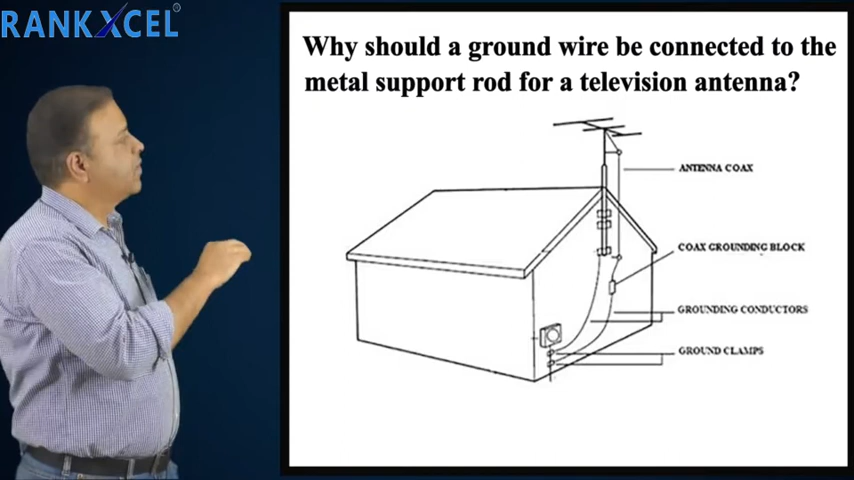 RANKXCEL®
Why should a ground wire be connected to the
metal support rod for a television antenna?
ANTENNA COAX
COAX GROUNDING BLOCK
GROUNDING CONDUCTORS
GROUND CLAMPS